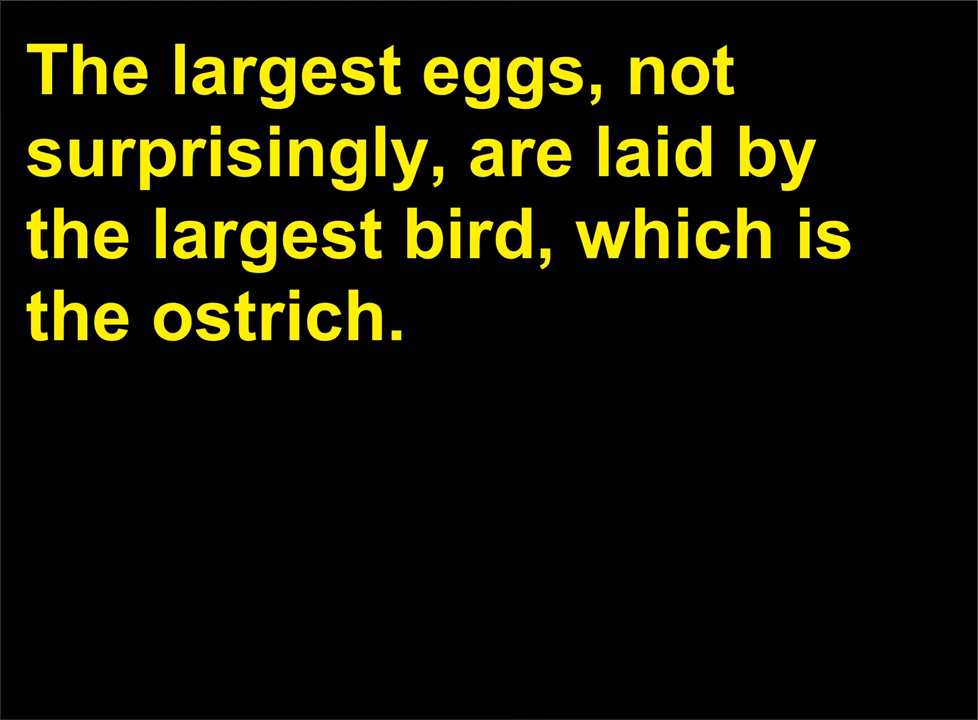 The largest eggs, not
surprisingly, are laid by
the largest bird, which is
the ostrich.